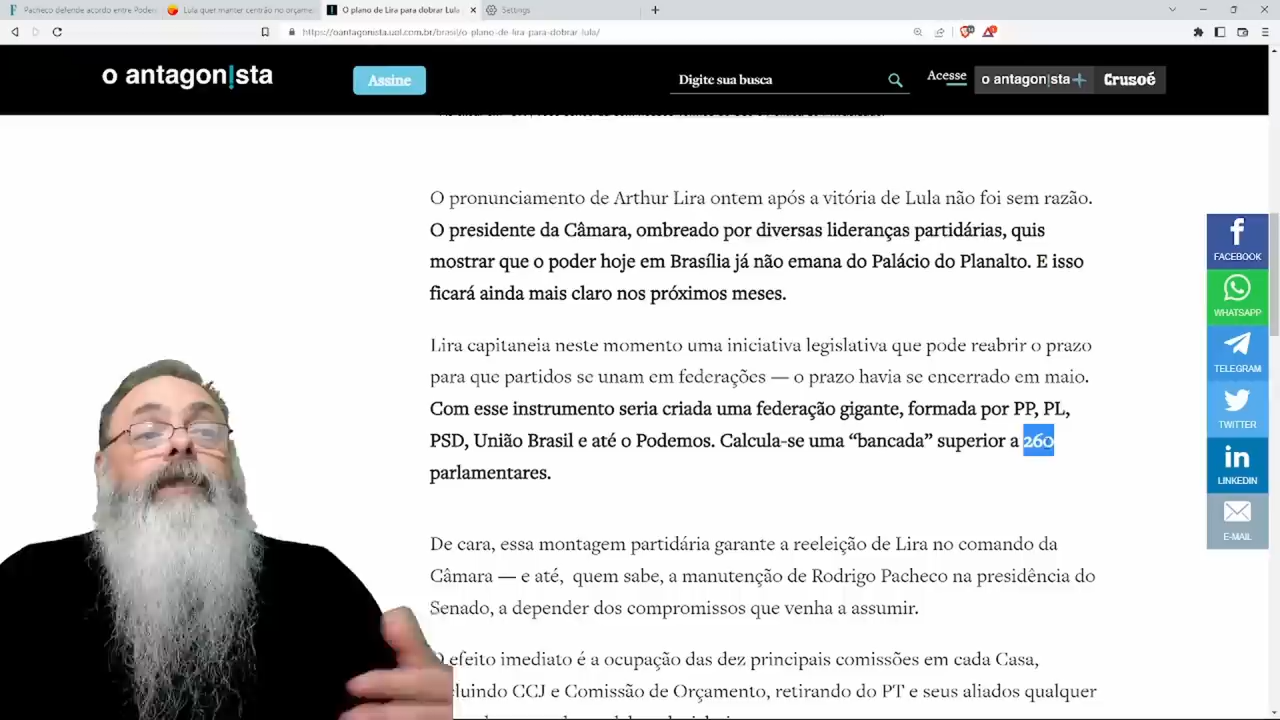 Pacheco defende acordo entre Poder
Lula quer manter centrão no orçame
O plano de Lira para dobrar Lula
Settings
https://oantagonista.uol.com.br/brasil/o-plano-de-lira-para-dobrar-lula/
o antagon!sta
Assine
Digite sua busca
Acesse
o antagon|sta+
Crusoé
O pronunciamento de Arthur Lira ontem após a vitória de Lula não foi sem razão.
O presidente da Câmara, ombreado por diversas lideranças partidárias, quis
mostrar que o poder hoje em Brasília já não emana do Palácio do Planalto. E isso
ficará ainda mais claro nos próximos meses.
Lira capitaneia neste momento uma iniciativa legislativa que pode reabrir o prazo
para que partidos se unam em federações — o prazo havia se encerrado em maio.
Com esse instrumento seria criada uma federação gigante, formada por PP, PL,
PSD, União Brasil e até o Podemos. Calcula-se uma “bancada” superior a 260
parlamentares.
De cara, essa montagem partidária garante a reeleição de Lira no comando da
Câmara — e até, quem sabe, a manutenção de Rodrigo Pacheco na presidência do
Senado, a depender dos compromissos que venha a assumir.
O efeito imediato é a ocupação das dez principais comissões em cada Casa,
cluindo CCJ e Comissão de Orçamento, retirando do PT e seus aliados qualquer
FACEBOOK
WHATSAPP
TELEGRAM
TWITTER
LINKEDIN
E-MAIL